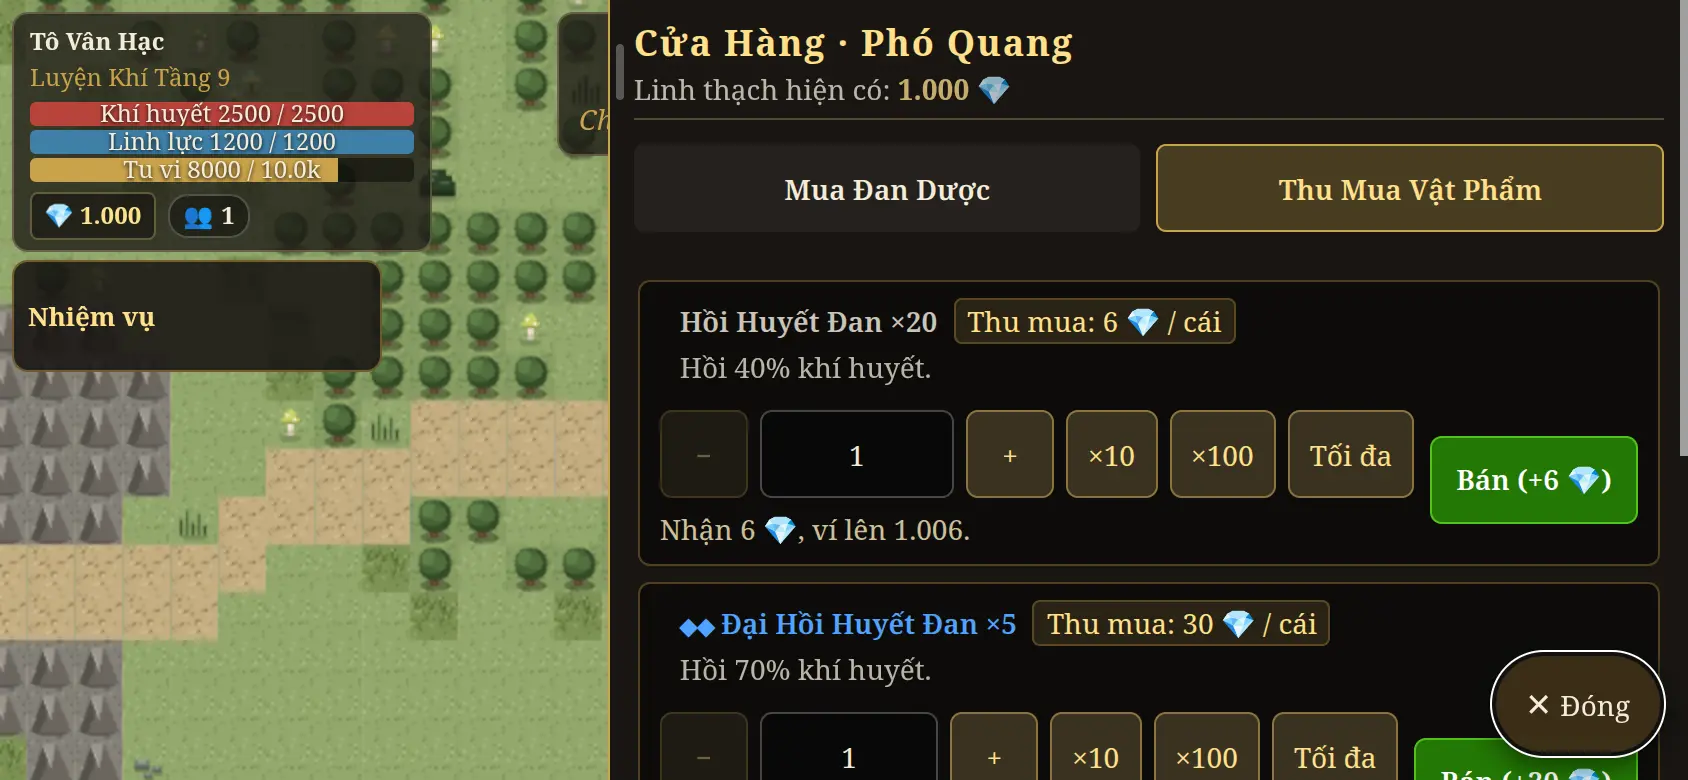 Tô Vân Hạc
Luyện Khí Tầng 9
Khí huyết 2500 / 2500
Linh lực 1200 / 1200
Tu vi 8000 / 10.0k
💎 1.000 👥 1
Nhiệm vụ
Ch
Cửa Hàng · Phó Quang
Linh thạch hiện có: 1.000 💎
Mua Đan Dược
Thu Mua Vật Phẩm
Hồi Huyết Đan ×20 Thu mua: 6 💎 / cái
Hồi 40% khí huyết.
− 1 + ×10 ×100 Tối đa Bán (+6 💎)
Nhận 6 💎, ví lên 1.006.
◆◆ Đại Hồi Huyết Đan ×5 Thu mua: 30 💎 / cái
Hồi 70% khí huyết.
− 1 + ×10 ×100 Tối đa Bán (+30 💎)
✕ Đóng